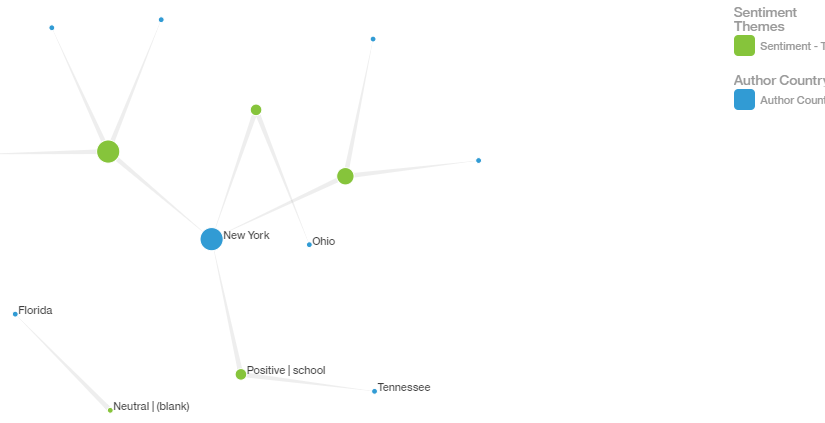 Sentiment
Themes
Sentiment - T
Author Country
Author Count
New York
Ohio
Florida
Positive | school
Tennessee
Neutral | (blank)